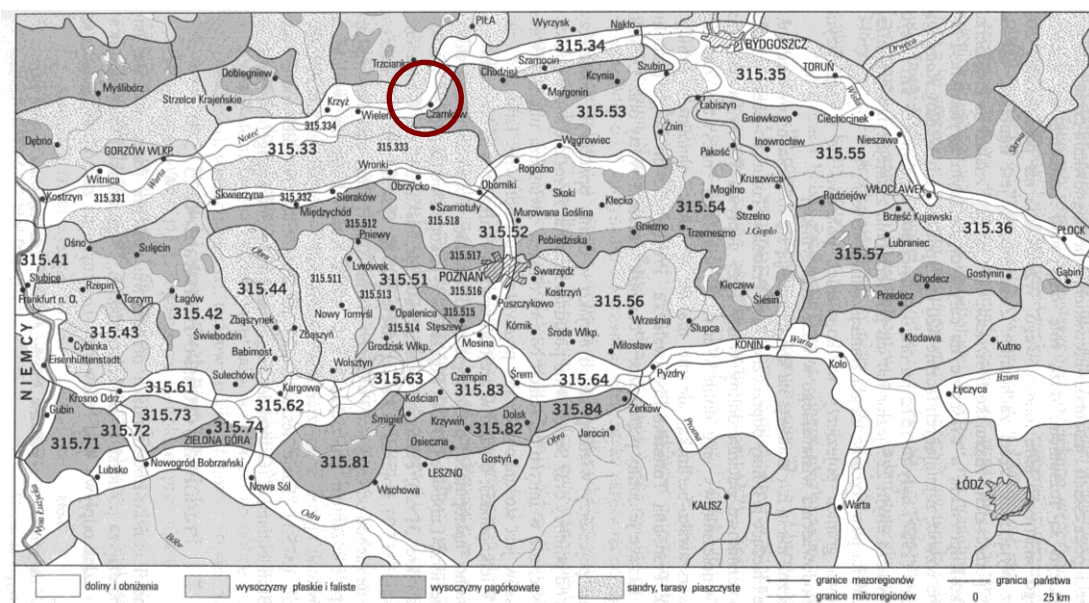 PIŁA
Wyrzysk
Nakło
BYDGOSZCZ
Drwęca
315.34
Trzcianka
Szamocin
Dobiegniew
Chodzież
Kcynia
Szubin
315.35
TORUŃ
Myślibórz
Margonin
Wisła
Strzelce Krajeńskie
Krzyż
Wieleń
Czarnków
315.53
Łabiszyn
Gniewkowo
Ciechocinek
315.334
Noteć
315.33
315.333
Żnin
Nieszawa
Skrwa
Dębno
Wągrowiec
Pakość
Inowrocław
315.55
GORZÓW WLKP.
Wronki
Rogoźno
Witnica
Warta
Obrzycko
Oborniki
Skoki
Kruszwica
WŁOCŁAWEK
Kostrzyn
315.331
Skwierzyna
315.332
Sieraków
Mogilno
Radziejów
Międzychód
Szamotuły
315.518
Kłecko
315.54
Strzelno
Brześć Kujawski
315.36
315.512
Murowana Goślina
315.52
Gniezno
Trzemeszno
J.Gopło
Lubraniec
PŁOCK
Ośno
Sulęcin
Obra
Pniewy
Pobiedziska
315.57
315.41
315.517
Lwówek
POZNAŃ
Gostynin
Gąbin
Słubice
Rzepin
315.44
315.511
315.51
Swarzędz
Kleczew
Chodecz
Frankfurt n. O.
Torzym
Łagów
315.513
315.516
Kostrzyn
315.56
Ślesin
Przedecz
315.42
Nowy Tomyśl
Opalenica
Puszczykowo
315.43
Zbąszynek
315.515
Września
Słupca
Cybinka
Świebodzin
Zbąszyń
315.514
Stęszew
Kórnik
Środa Wlkp.
Kłodawa
NIEMCY
Eisenhüttenstadt
Babimost
Grodzisk Wlkp.
Mosina
Miłosław
KONIN
Warta
Kutno
Wolsztyn
Koło
Sulechów
315.63
Czempin
Śrem
315.64
Pyzdry
315.61
Kargowa
315.83
Bzura
Krosno Odrz.
315.62
Kościan
Łęczyca
Gubin
315.73
Śmigiel
Dolsk
315.84
Żerków
315.72
315.74
Krzywin
315.82
Prosna
315.71
ZIELONA GÓRA
Osieczna
Obra
Jarocin
315.81
Gostyń
Lubsko
Nowogród Bobrzański
LESZNO
Nowa Sól
Wschowa
ŁÓDŹ
Nysa Łużycka
Odra
KALISZ
Warta
Bóbr
doliny i obniżenia
wysoczyzny płaskie i faliste
wysoczyzny pagórkowate
sandry, tarasy piaszczyste
granice mezoregionów
granice mikroregionów
granica państwa
0 25 km